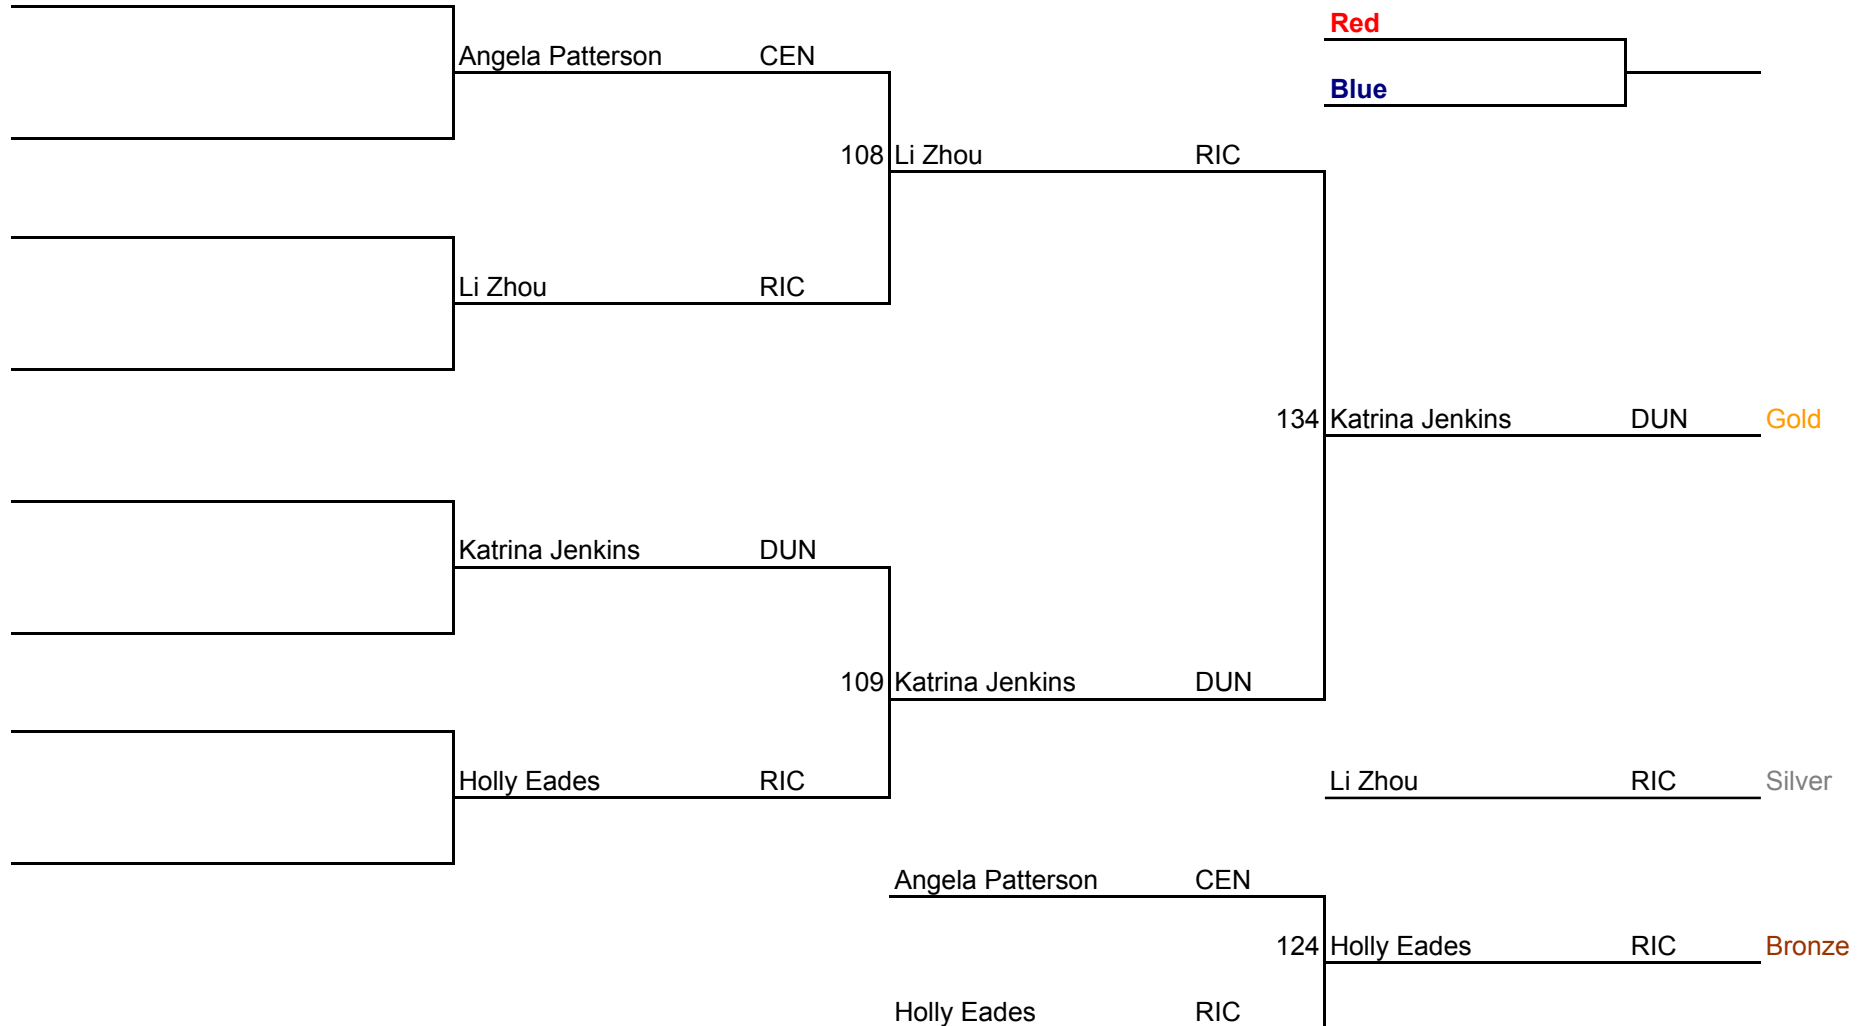 Red
Angela Patterson CEN
Blue
108 Li Zhou RIC
Li Zhou RIC
134 Katrina Jenkins DUN Gold
Katrina Jenkins DUN
109 Katrina Jenkins DUN
Holly Eades RIC
Li Zhou RIC Silver
Angela Patterson CEN
124 Holly Eades RIC Bronze
Holly Eades RIC